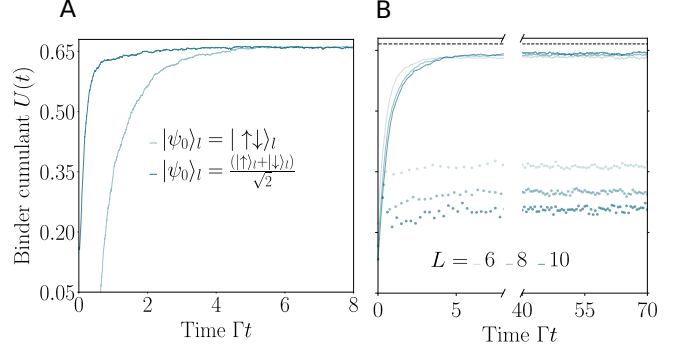 A
B
Binder cumulant U(t)
0.65
0.50
0.35
0.20
0.05
|ψ₀⟩ₗ = | ↑↓⟩ₗ
|ψ₀⟩ₗ = (|↑⟩ₗ+|↓⟩ₗ)/√2
0 2 4 6 8
Time Γt
L = 6 8 10
0 5 40 55 70
Time Γt